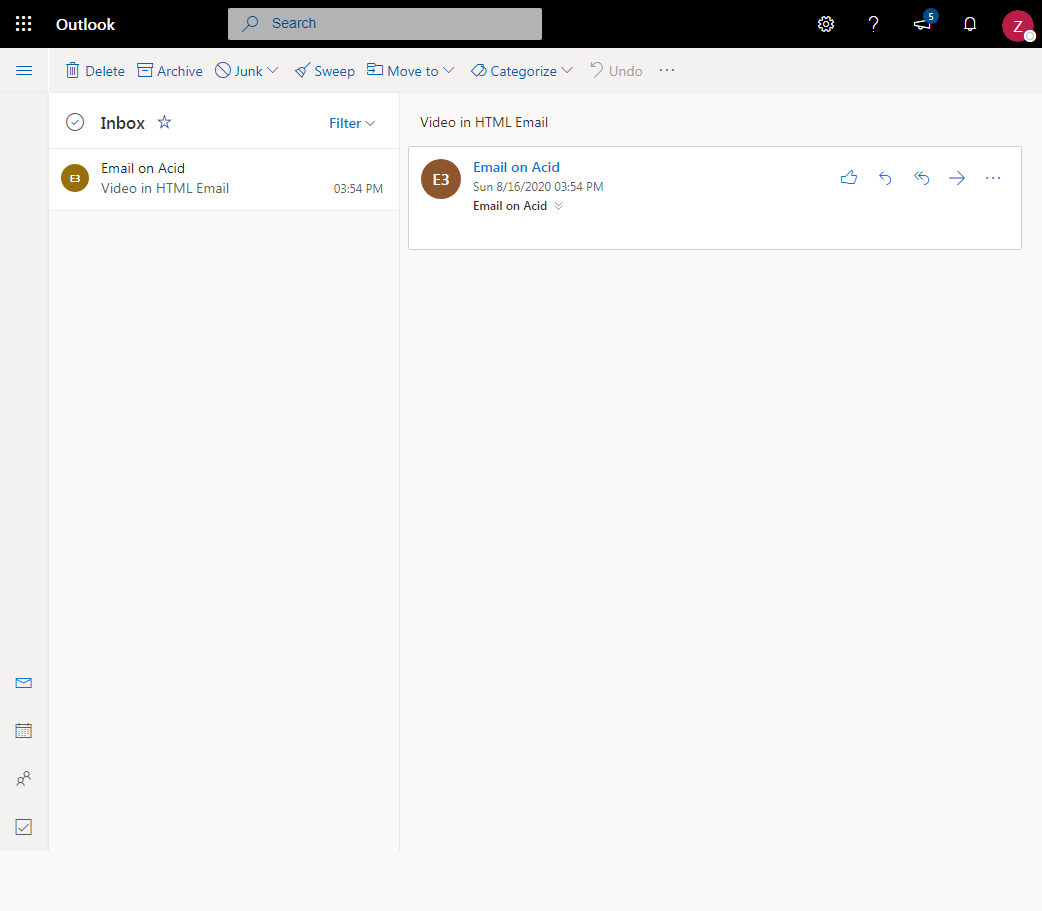 Outlook
Search
5
Z
Delete Archive Junk Sweep Move to Categorize Undo
Inbox Filter
E3 Email on Acid
Video in HTML Email 03:54 PM
Video in HTML Email
E3 Email on Acid
Sun 8/16/2020 03:54 PM
Email on Acid